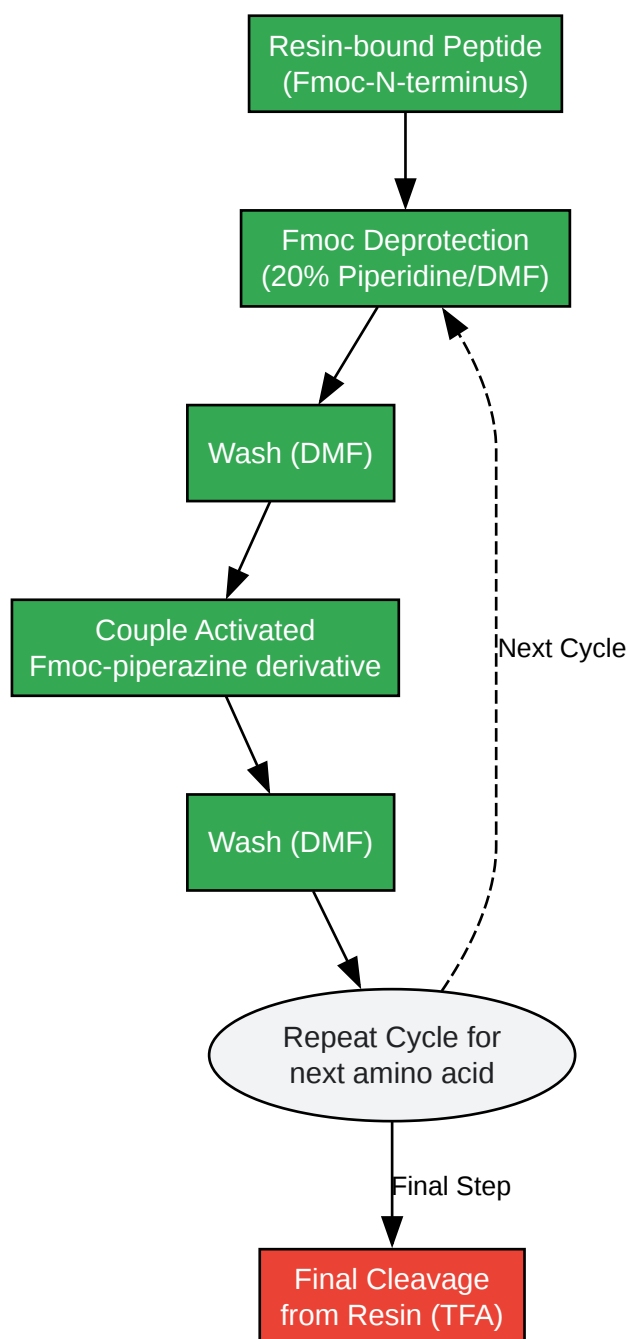 Resin-bound Peptide
(Fmoc-N-terminus)
Fmoc Deprotection
(20% Piperidine/DMF)
Wash (DMF)
Couple Activated
Fmoc-piperazine derivative
Next Cycle
Wash (DMF)
Repeat Cycle for
next amino acid
Final Step
Final Cleavage
from Resin (TFA)